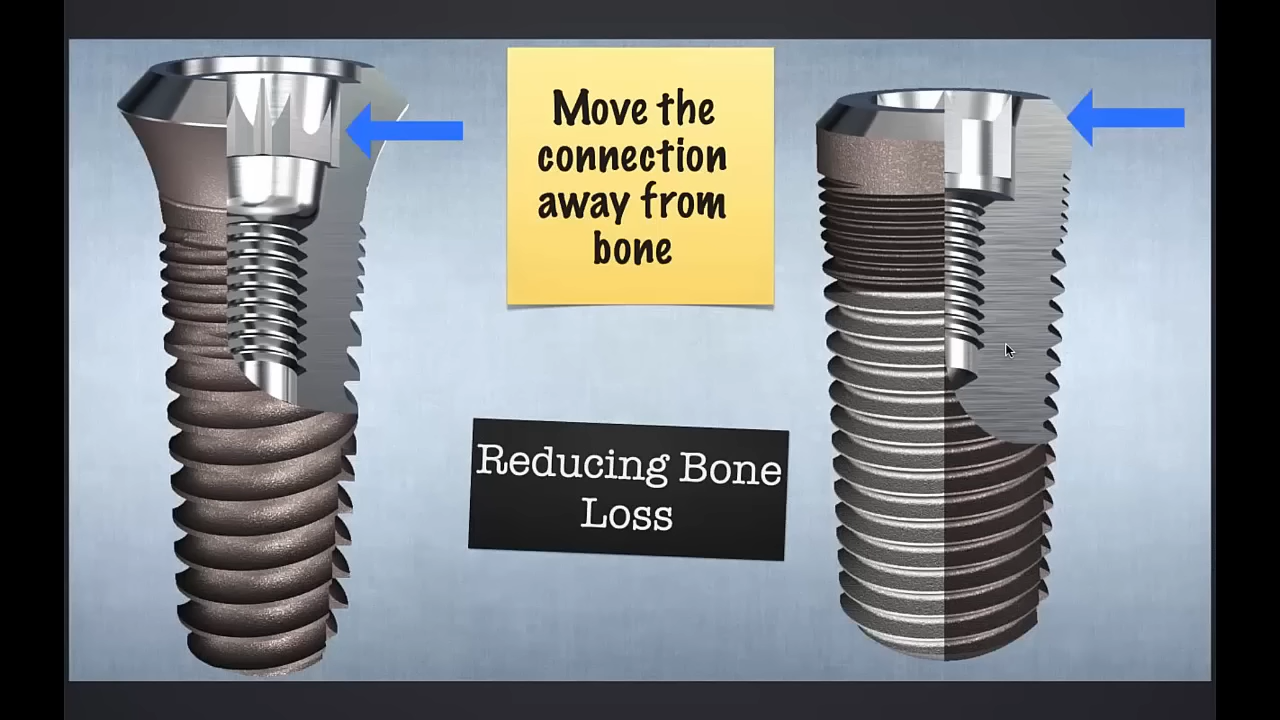 Move the
connection
away from
bone
Reducing Bone
Loss